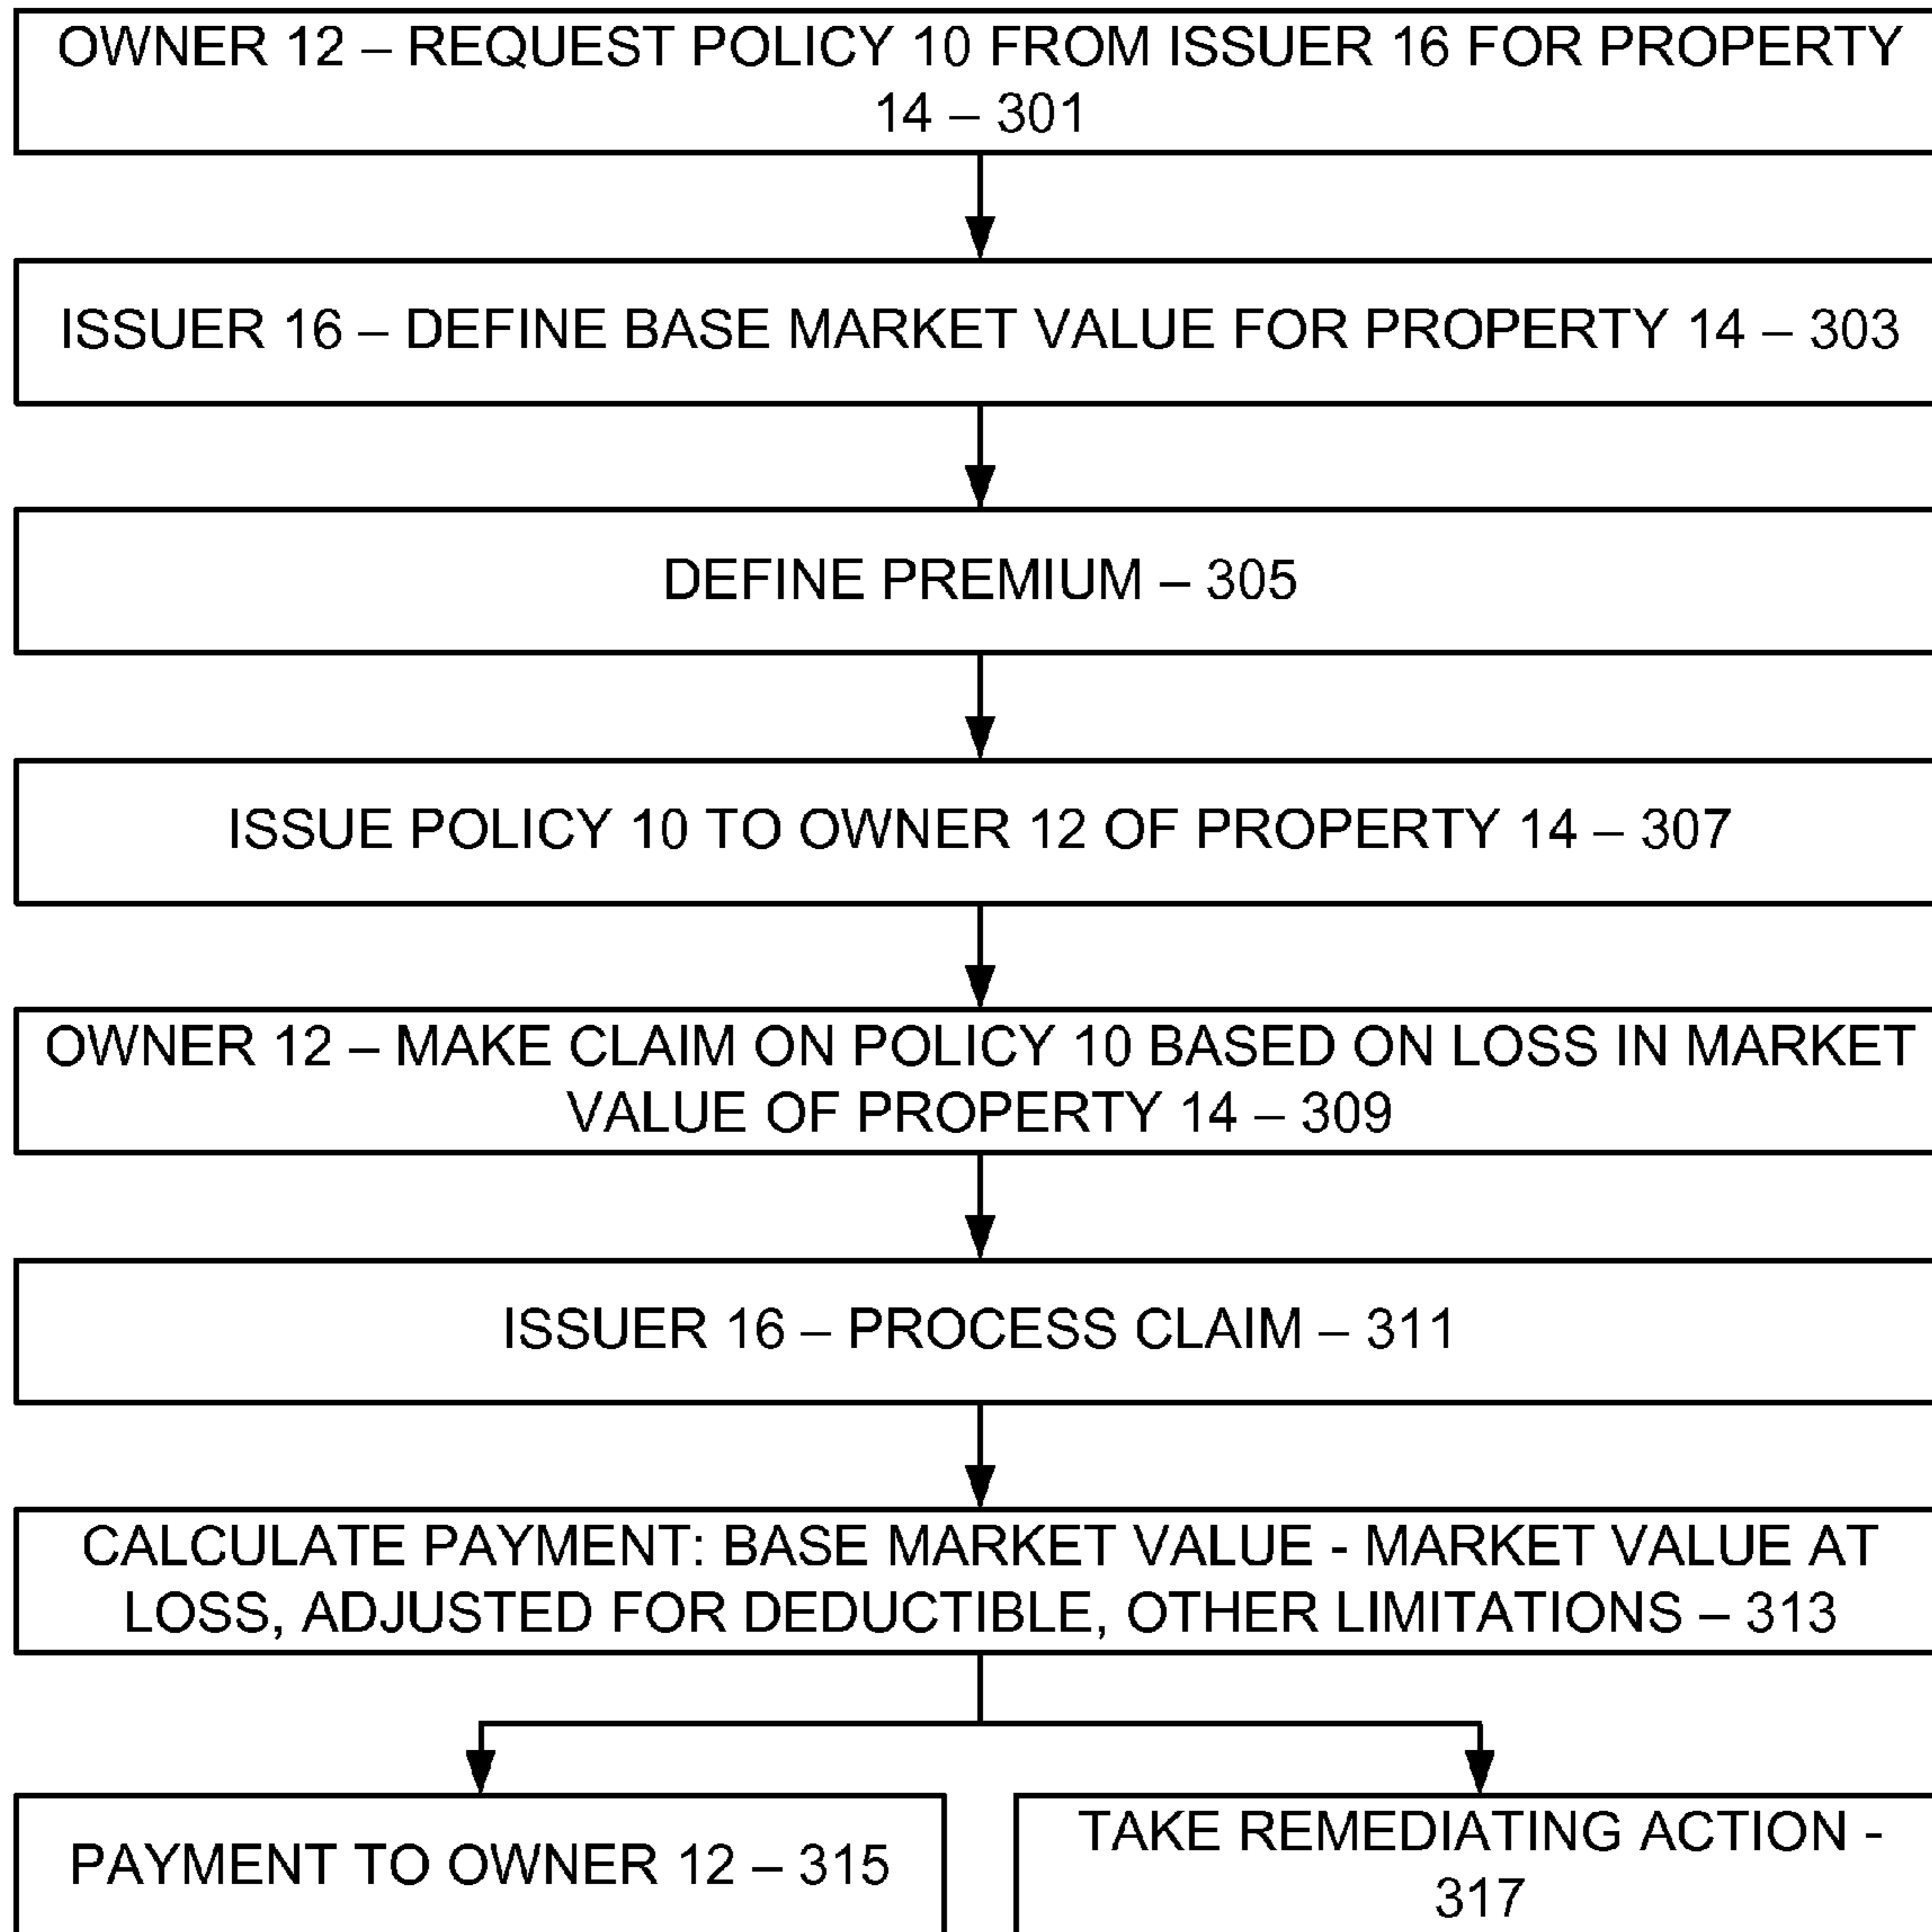 OWNER 12 – REQUEST POLICY 10 FROM ISSUER 16 FOR PROPERTY
14 – 301
ISSUER 16 – DEFINE BASE MARKET VALUE FOR PROPERTY 14 – 303
DEFINE PREMIUM – 305
ISSUE POLICY 10 TO OWNER 12 OF PROPERTY 14 – 307
OWNER 12 – MAKE CLAIM ON POLICY 10 BASED ON LOSS IN MARKET
VALUE OF PROPERTY 14 – 309
ISSUER 16 – PROCESS CLAIM – 311
CALCULATE PAYMENT: BASE MARKET VALUE - MARKET VALUE AT
LOSS, ADJUSTED FOR DEDUCTIBLE, OTHER LIMITATIONS – 313
PAYMENT TO OWNER 12 – 315
TAKE REMEDIATING ACTION -
317